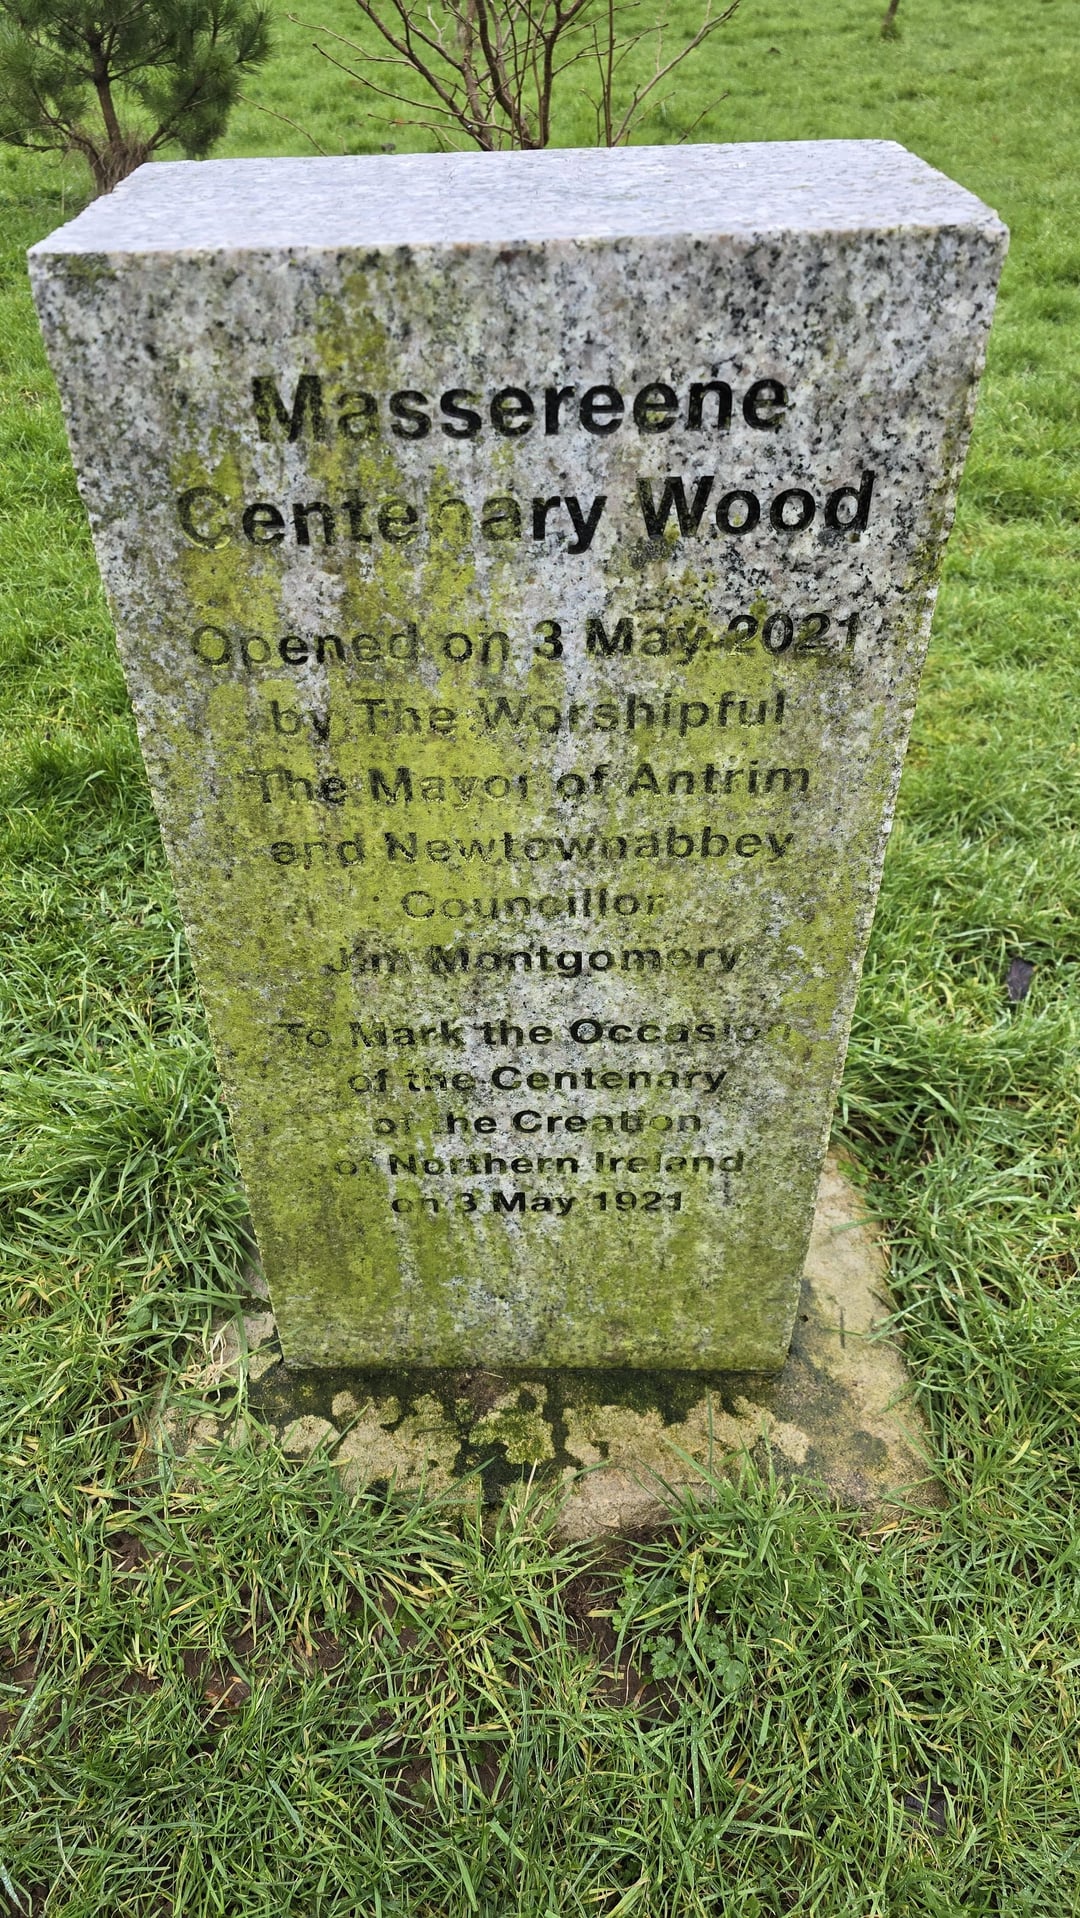 Massereene
Centenary Wood
Opened on 3 May 2021
by The Worshipful
The Mayor of Antrim
and Newtownabbey
Councillor
Jim Montgomery
To Mark the Occasion
of the Centenary
of the Creation
of Northern Ireland
on 3 May 1921